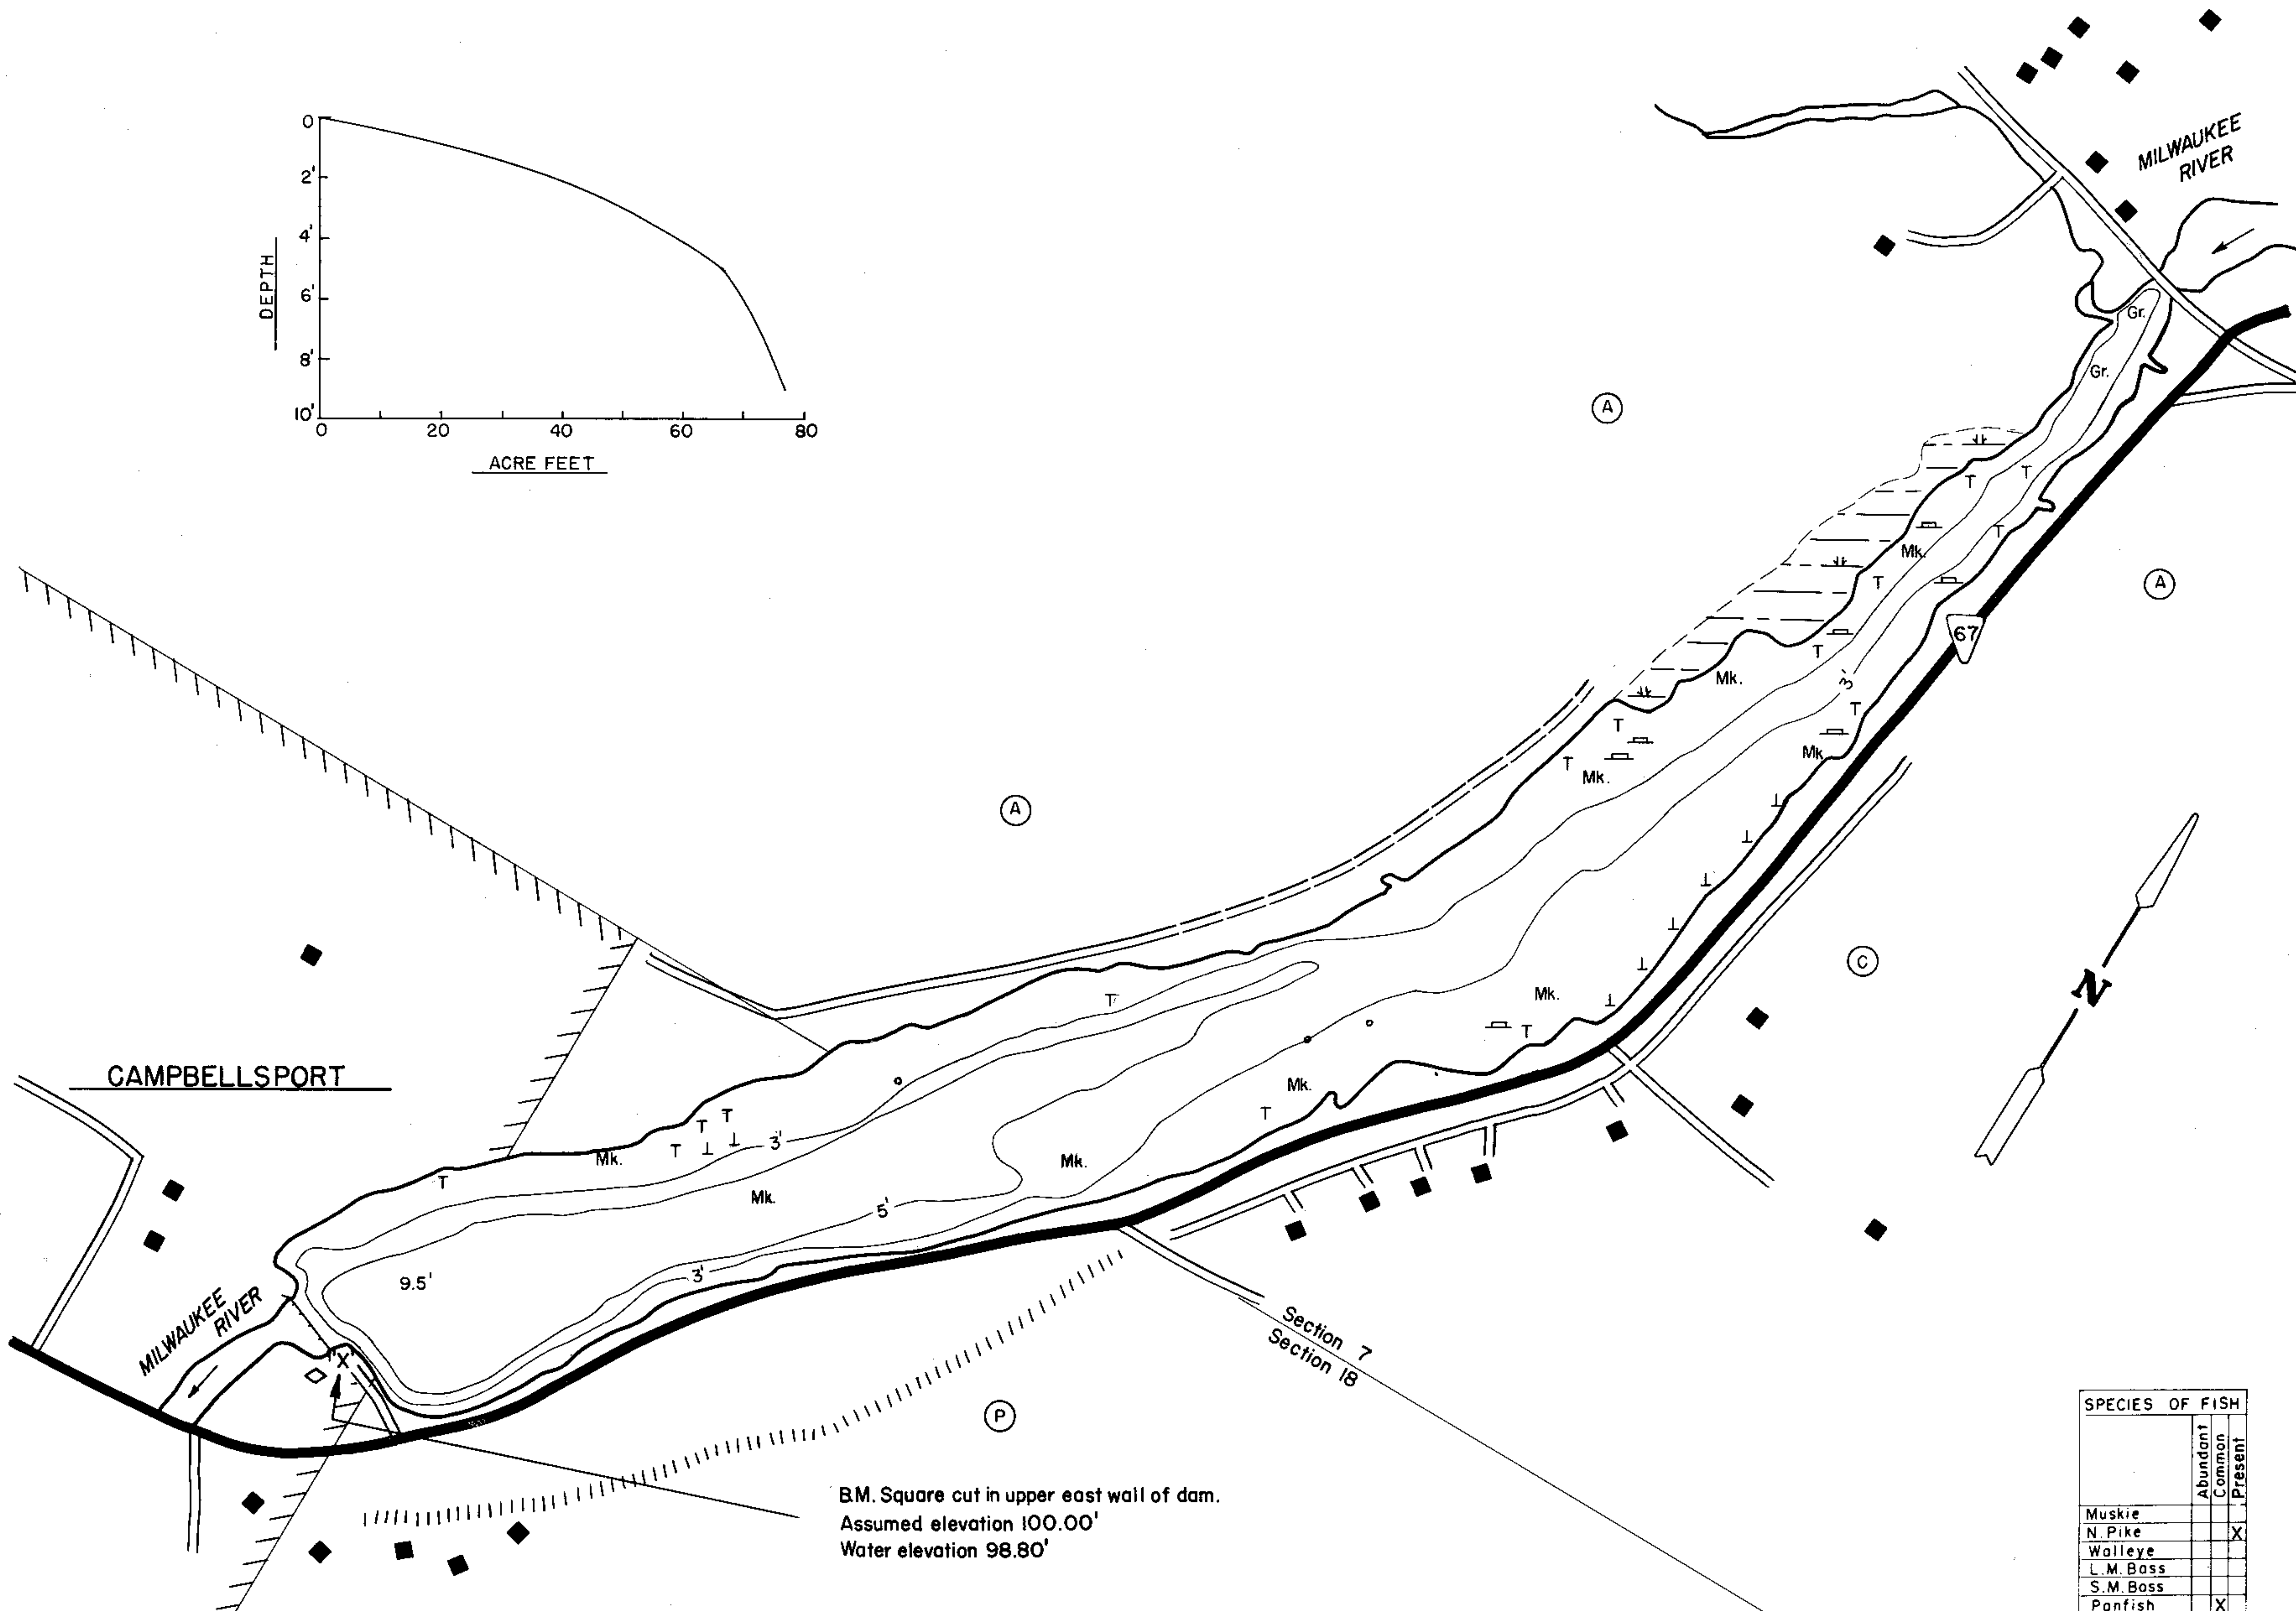 MILWAUKEE
RIVER
0
2'
4'
6'
8'
10'
DEPTH
0
20
40
60
80
ACRE FEET
Gr.
Gr.
A
T
T
T
Mk.
T
A
67
T
Mk.
3'
T
T
Mk.
T
Mk.
A
C
N
Mk.
T
T
CAMPBELLSPORT
Mk.
T
T
T
T
3'
Mk.
Mk.
T
Mk.
5'
3'
9.5'
MILWAUKEE
RIVER
'X'
Section 7
Section 18
P
B.M. Square cut in upper east wall of dam.
Assumed elevation 100.00'
Water elevation 98.80'
SPECIES OF FISH
Abundant
Common
Present
Muskie
N. Pike X
Walleye
L.M. Bass
S.M. Bass
Panfish X